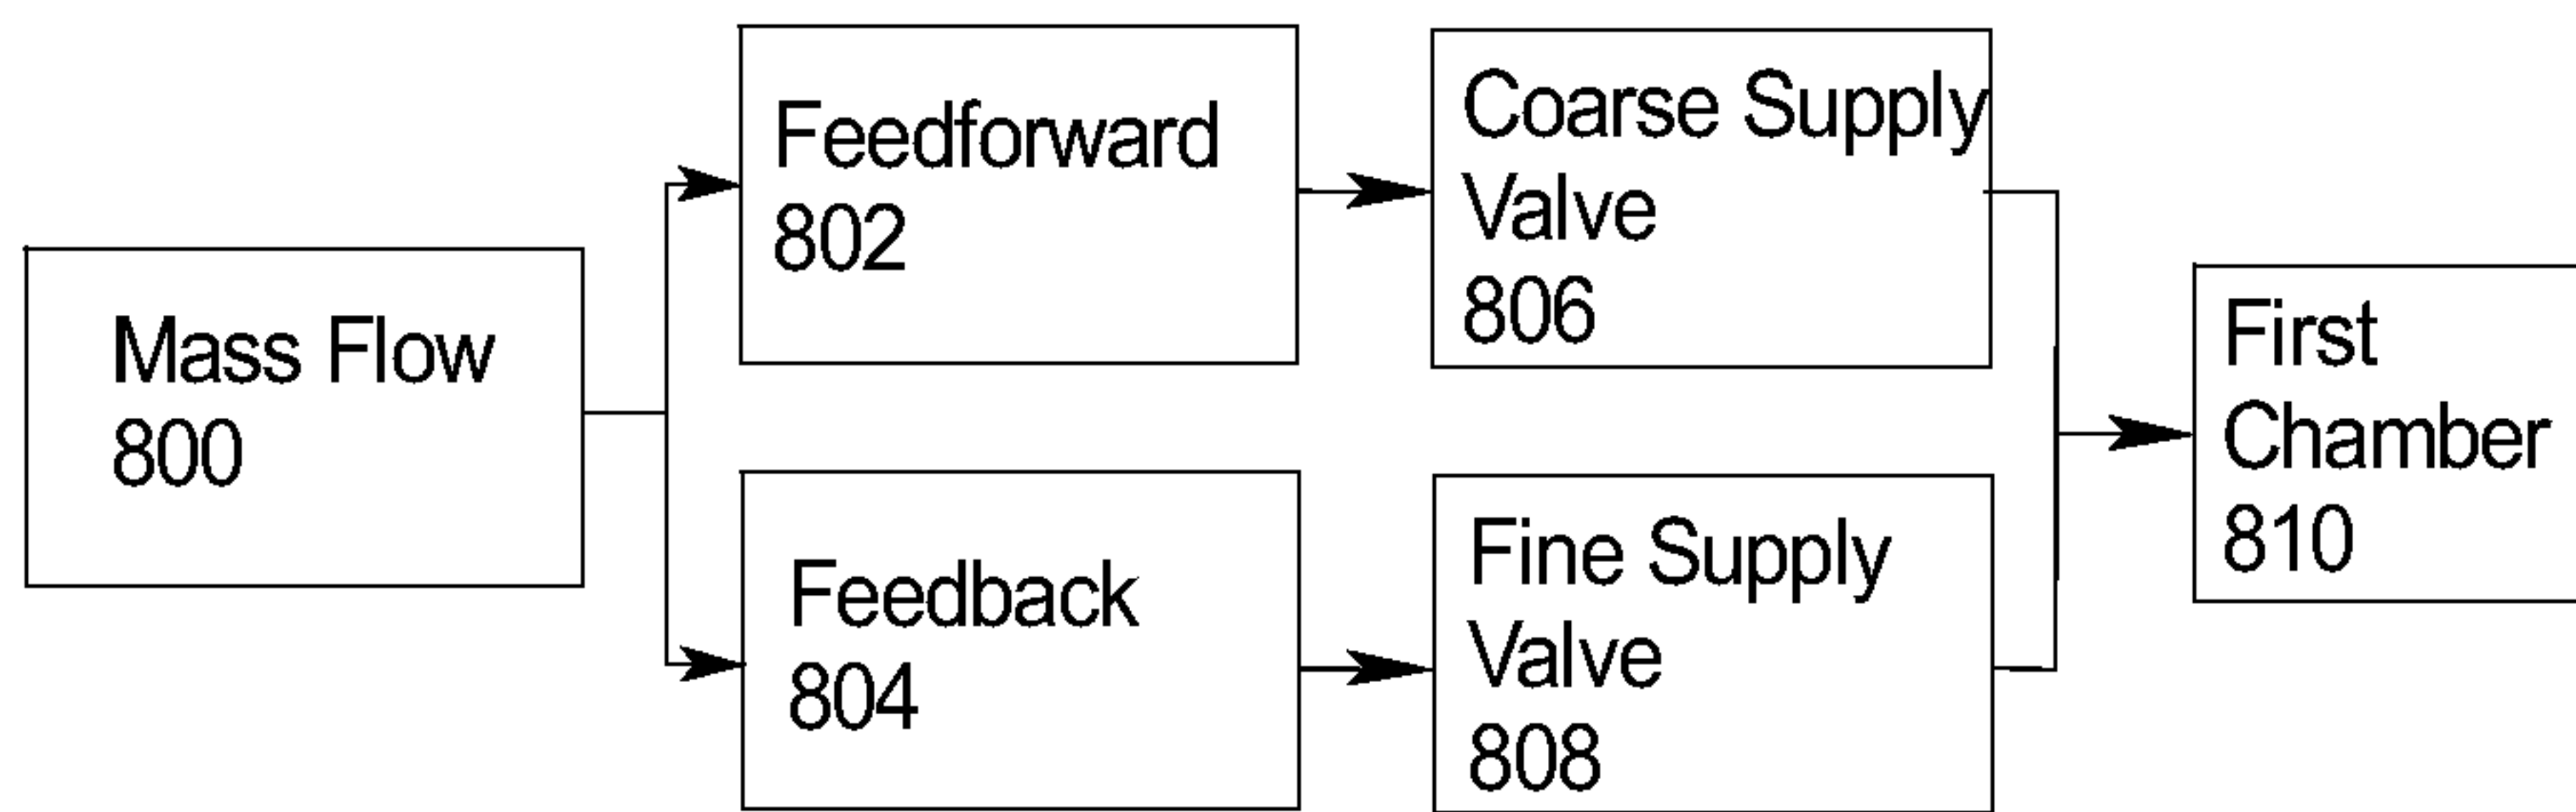 Mass Flow
800
Feedforward
802
Feedback
804
Coarse Supply
Valve
806
Fine Supply
Valve
808
First
Chamber
810